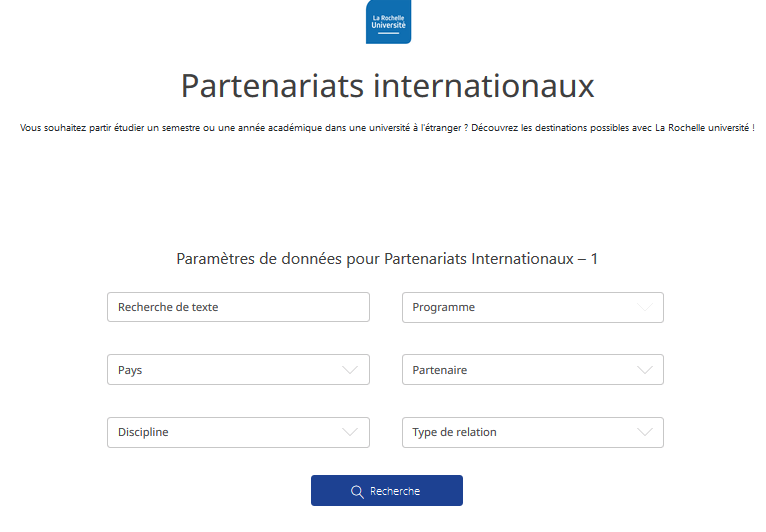 La Rochelle
Université
Partenariats internationaux
Vous souhaitez partir étudier un semestre ou une année académique dans une université à l'étranger ? Découvrez les destinations possibles avec La Rochelle université !
Paramètres de données pour Partenariats Internationaux – 1
Recherche de texte
Programme
Pays
Partenaire
Discipline
Type de relation
Recherche